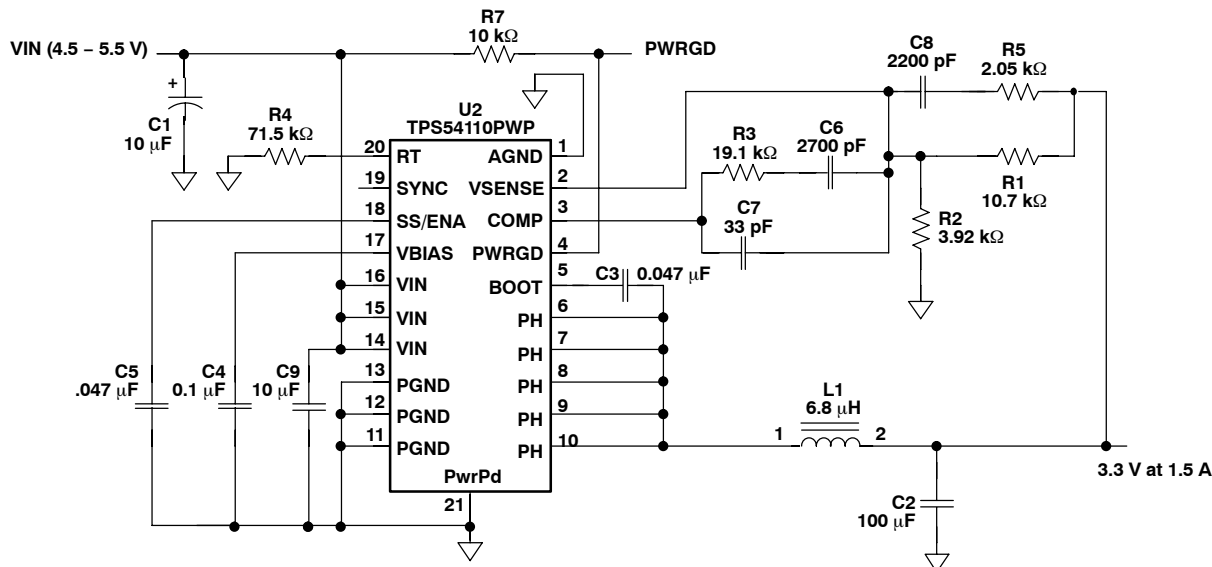 VIN (4.5 – 5.5 V)
R7
10 kΩ
PWRGD
C8
2200 pF
R5
2.05 kΩ
+
C1
10 μF
R4
71.5 kΩ
U2
TPS54110PWP
R3
19.1 kΩ
C6
2700 pF
R1
10.7 kΩ
C7
33 pF
R2
3.92 kΩ
20 RT
AGND 1
19 SYNC
VSENSE 2
18 SS/ENA
COMP 3
17 VBIAS
PWRGD 4
16 VIN
BOOT 5
C3 0.047 μF
15 VIN
PH 6
14 VIN
PH 7
13 PGND
PH 8
12 PGND
PH 9
11 PGND
PH 10
C5
.047 μF
C4
0.1 μF
C9
10 μF
PwrPd
21
L1
6.8 μH
1 2
3.3 V at 1.5 A
C2
100 μF